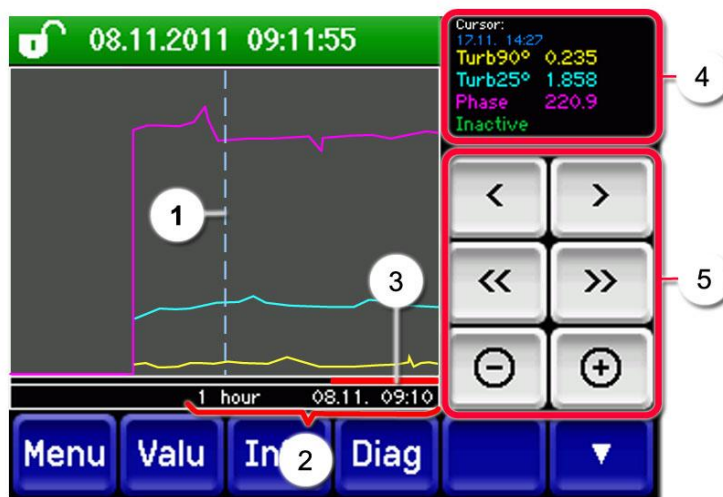 08.11.2011 09:11:55
Cursor:
17.11. 14:27
Turb90° 0.235
Turb25° 1.858
Phase 220.9
Inactive
4
1
3
< >
<< >>
5
1 hour 08.11. 09:10
2
Menu Valu In Diag ▼